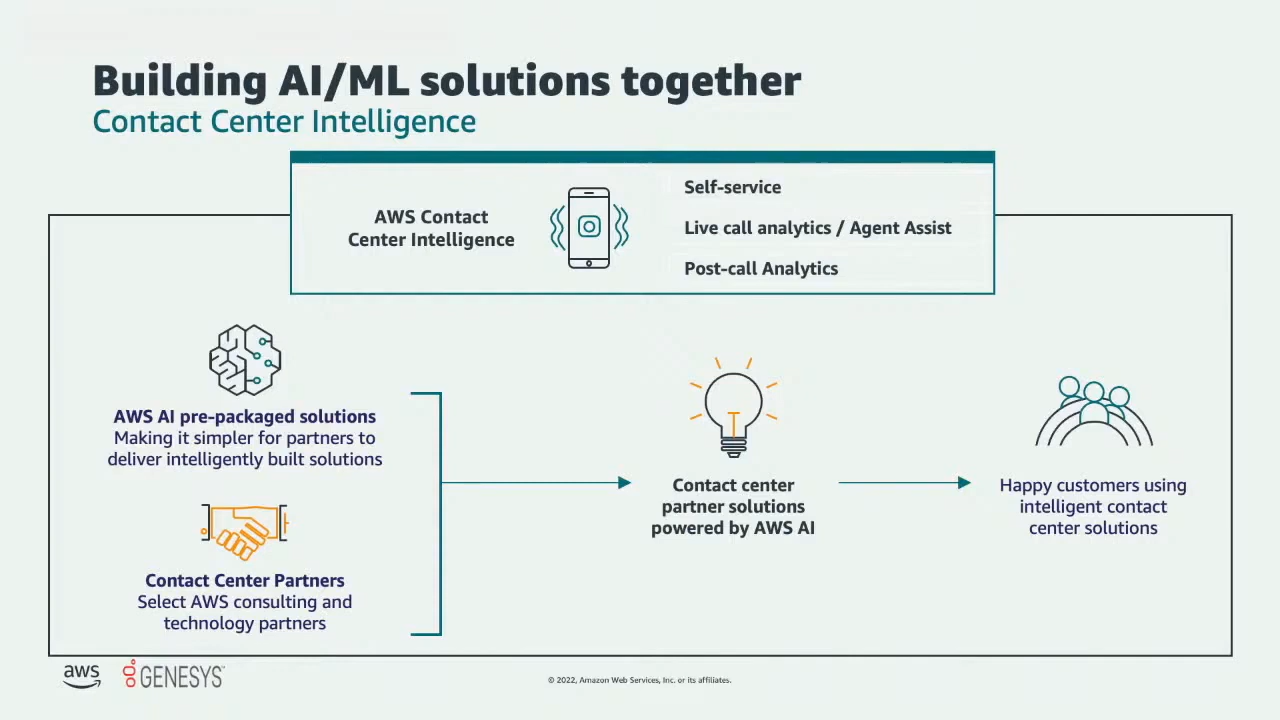 Building AI/ML solutions together
Contact Center Intelligence
AWS Contact
Center Intelligence
Self-service
Live call analytics / Agent Assist
Post-call Analytics
AWS AI pre-packaged solutions
Making it simpler for partners to
deliver intelligently built solutions
Contact Center Partners
Select AWS consulting and
technology partners
Contact center
partner solutions
powered by AWS AI
Happy customers using
intelligent contact
center solutions
aws
GENESYS™
© 2022, Amazon Web Services, Inc. or its affiliates.